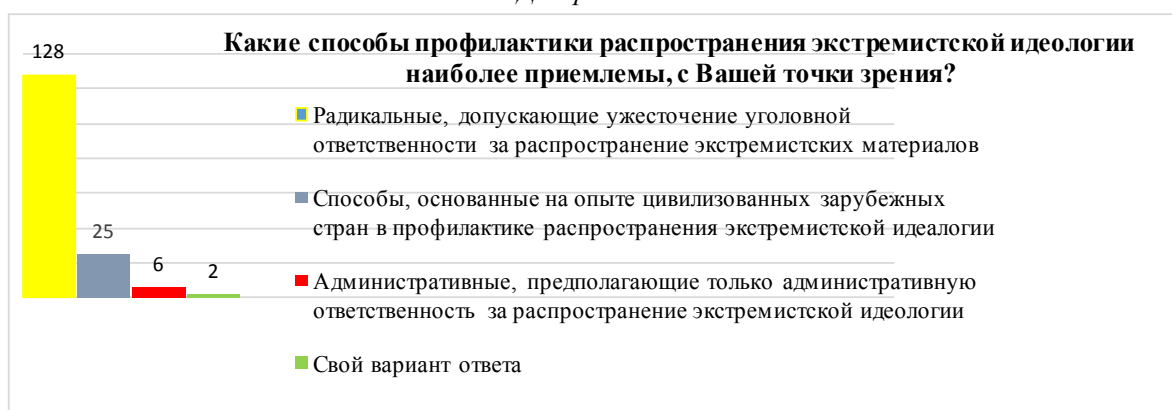 Какие способы профилактики распространения экстремистской идеологии
наиболее приемлемы, с Вашей точки зрения?
128
25
6
2
Радикальные, допускающие ужесточение уголовной
ответственности за распространение экстремистских материалов
Способы, основанные на опыте цивилизованных зарубежных
стран в профилактике распространения экстремистской идеалогии
Административные, предполагающие только административную
ответственность за распространение экстремистской идеологии
Свой вариант ответа